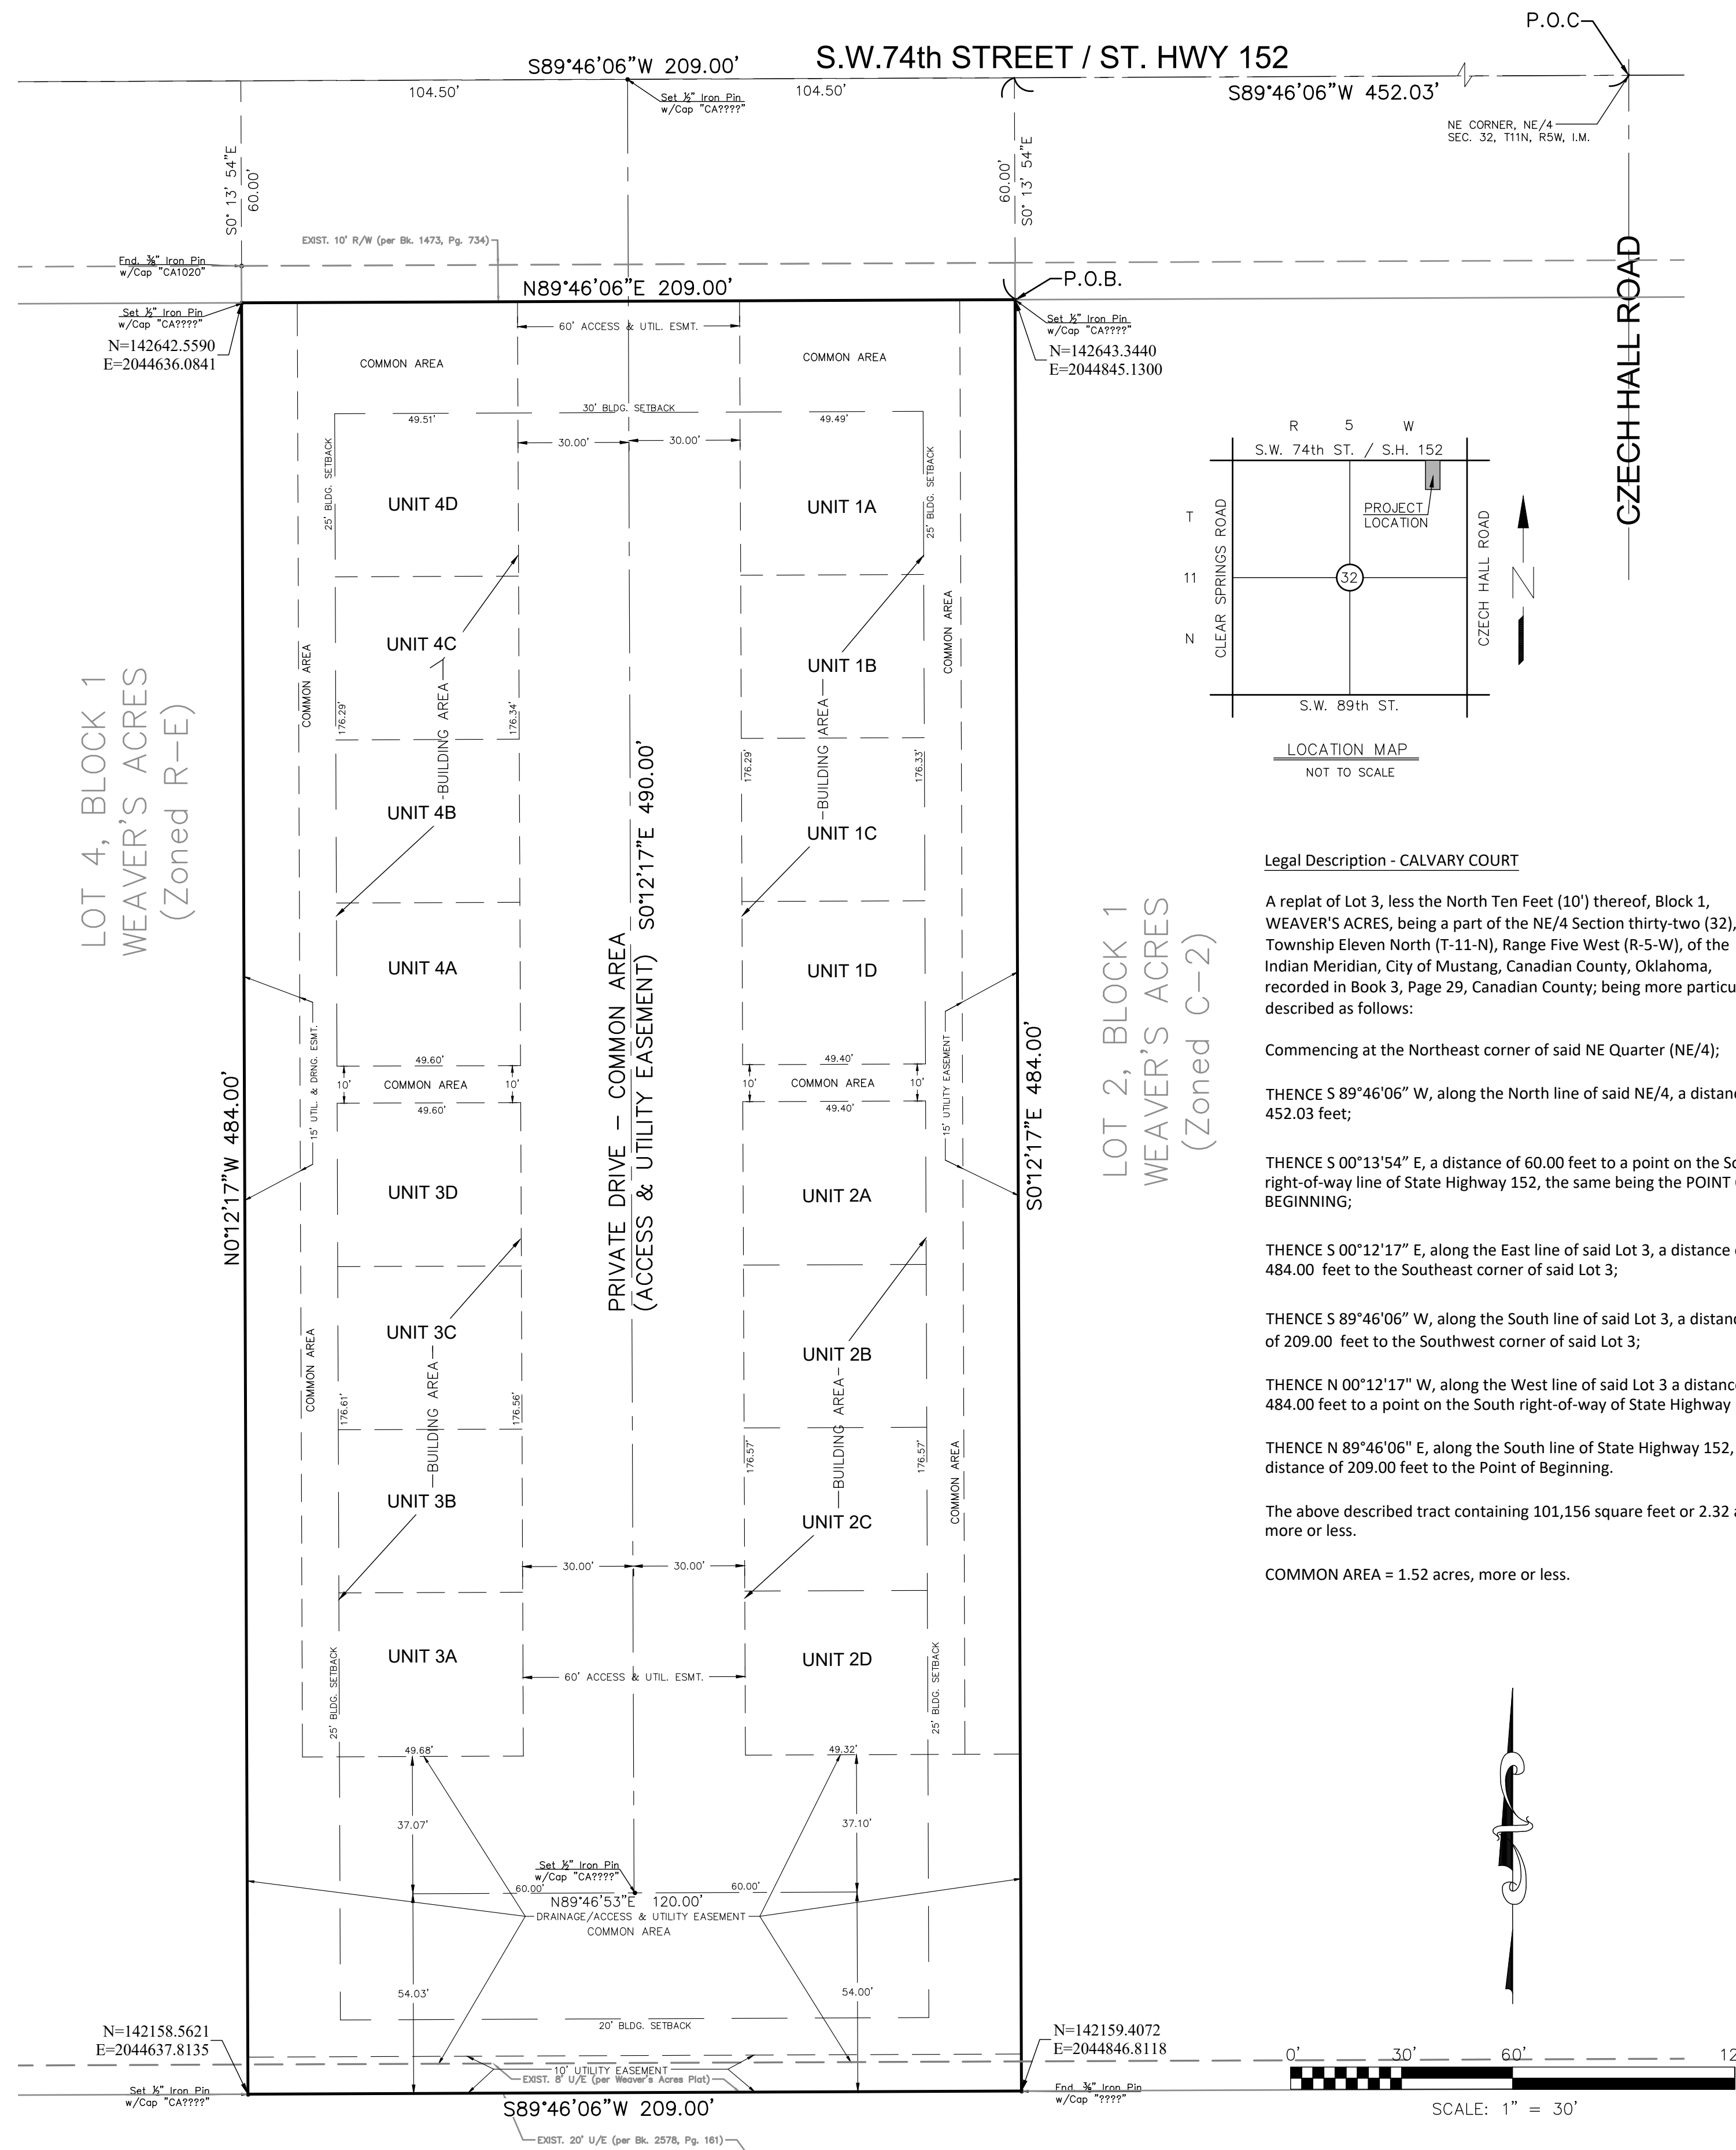 P.O.C
S89°46'06"W 209.00'
S.W.74th STREET / ST. HWY 152
104.50'
Set ½" Iron Pin
w/Cap "CA????"
104.50'
S89°46'06"W 452.03'
NE CORNER, NE/4
SEC. 32, T11N, R5W, I.M.
S0° 13' 54"E
60.00'
60.00'
S0° 13' 54"E
CZECH HALL ROAD
EXIST. 10' R/W (per Bk. 1473, Pg. 734)
Fnd. ⅜" Iron Pin
w/Cap "CA1020"
N89°46'06"E 209.00'
P.O.B.
Set ½" Iron Pin
w/Cap "CA????"
N=142642.5590
E=2044636.0841
Set ½" Iron Pin
w/Cap "CA????"
N=142643.3440
E=2044845.1300
60' ACCESS & UTIL. ESMT.
COMMON AREA
COMMON AREA
30' BLDG. SETBACK
49.51'
49.49'
30.00'
30.00'
25' BLDG. SETBACK
25' BLDG. SETBACK
UNIT 4D
UNIT 1A
UNIT 4C
UNIT 1B
COMMON AREA
COMMON AREA
BUILDING AREA
BUILDING AREA
176.29'
176.34'
176.29'
176.33'
UNIT 4B
UNIT 1C
UNIT 4A
UNIT 1D
PRIVATE DRIVE - COMMON AREA
(ACCESS & UTILITY EASEMENT) S0°12'17"E 490.00'
LOT 4, BLOCK 1
WEAVER'S ACRES
(Zoned R-E)
LOT 2, BLOCK 1
WEAVER'S ACRES
(Zoned C-2)
N0°12'17"W 484.00'
S0°12'17"E 484.00'
15' UTIL. & DRNG. ESMT.
15' UTILITY EASEMENT
49.60'
49.40'
10'
COMMON AREA
10'
10'
COMMON AREA
10'
49.60'
49.40'
UNIT 3D
UNIT 2A
UNIT 3C
UNIT 2B
COMMON AREA
COMMON AREA
BUILDING AREA
BUILDING AREA
176.61'
176.56'
176.57'
176.57'
UNIT 3B
UNIT 2C
30.00'
30.00'
UNIT 3A
UNIT 2D
25' BLDG. SETBACK
25' BLDG. SETBACK
60' ACCESS & UTIL. ESMT.
49.68'
49.32'
37.07'
37.10'
Set ½" Iron Pin
w/Cap "CA????"
60.00'
60.00'
N89°46'53"E 120.00'
DRAINAGE/ACCESS & UTILITY EASEMENT
COMMON AREA
54.03'
54.00'
20' BLDG. SETBACK
N=142158.5621
E=2044637.8135
N=142159.4072
E=2044846.8118
10' UTILITY EASEMENT
EXIST. 8' U/E (per Weaver's Acres Plat)
Set ½" Iron Pin
w/Cap "CA????"
Fnd. ⅜" Iron Pin
w/Cap "????"
S89°46'06"W 209.00'
EXIST. 20' U/E (per Bk. 2578, Pg. 161)
R 5 W
S.W. 74th ST. / S.H. 152
T
11
N
CLEAR SPRINGS ROAD
PROJECT
LOCATION
32
CZECH HALL ROAD
N
S.W. 89th ST.
LOCATION MAP
NOT TO SCALE
Legal Description - CALVARY COURT
A replat of Lot 3, less the North Ten Feet (10') thereof, Block 1,
WEAVER'S ACRES, being a part of the NE/4 Section thirty-two (32),
Township Eleven North (T-11-N), Range Five West (R-5-W), of the
Indian Meridian, City of Mustang, Canadian County, Oklahoma,
recorded in Book 3, Page 29, Canadian County; being more particu
described as follows:
Commencing at the Northeast corner of said NE Quarter (NE/4);
THENCE S 89°46'06" W, along the North line of said NE/4, a distan
452.03 feet;
THENCE S 00°13'54" E, a distance of 60.00 feet to a point on the So
right-of-way line of State Highway 152, the same being the POINT
BEGINNING;
THENCE S 00°12'17" E, along the East line of said Lot 3, a distance
484.00 feet to the Southeast corner of said Lot 3;
THENCE S 89°46'06" W, along the South line of said Lot 3, a distan
of 209.00 feet to the Southwest corner of said Lot 3;
THENCE N 00°12'17" W, along the West line of said Lot 3 a distance
484.00 feet to a point on the South right-of-way of State Highway
THENCE N 89°46'06" E, along the South line of State Highway 152,
distance of 209.00 feet to the Point of Beginning.
The above described tract containing 101,156 square feet or 2.32
more or less.
COMMON AREA = 1.52 acres, more or less.
0' 30' 60' 12
SCALE: 1" = 30'